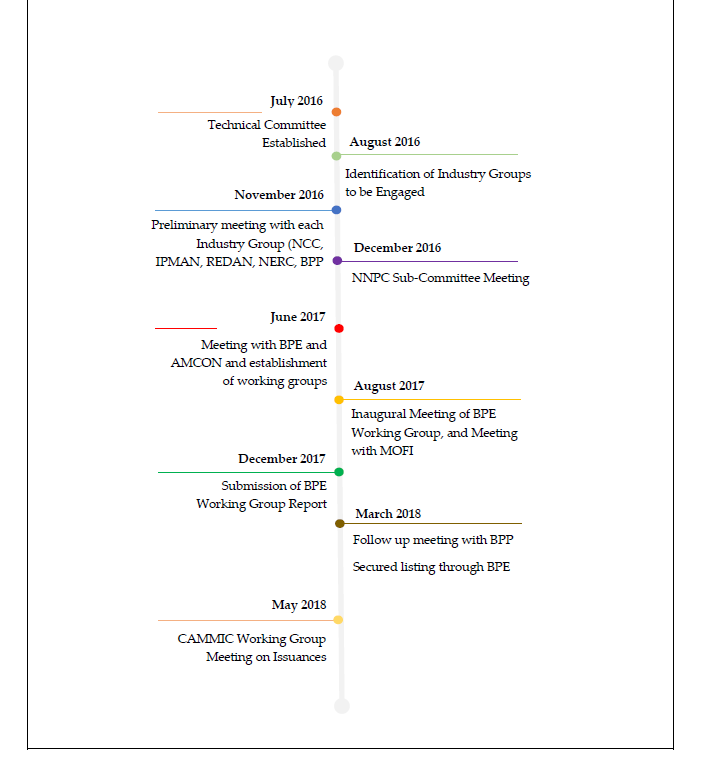 July 2016
Technical Committee
Established
August 2016
Identification of Industry Groups
to be Engaged
November 2016
Preliminary meeting with each
Industry Group (NCC,
IPMAN, REDAN, NERC, BPP
December 2016
NNPC Sub-Committee Meeting
June 2017
Meeting with BPE and
AMCON and establishment
of working groups
August 2017
Inaugural Meeting of BPE
Working Group, and Meeting
with MOFI
December 2017
Submission of BPE
Working Group Report
March 2018
Follow up meeting with BPP
Secured listing through BPE
May 2018
CAMMIC Working Group
Meeting on Issuances